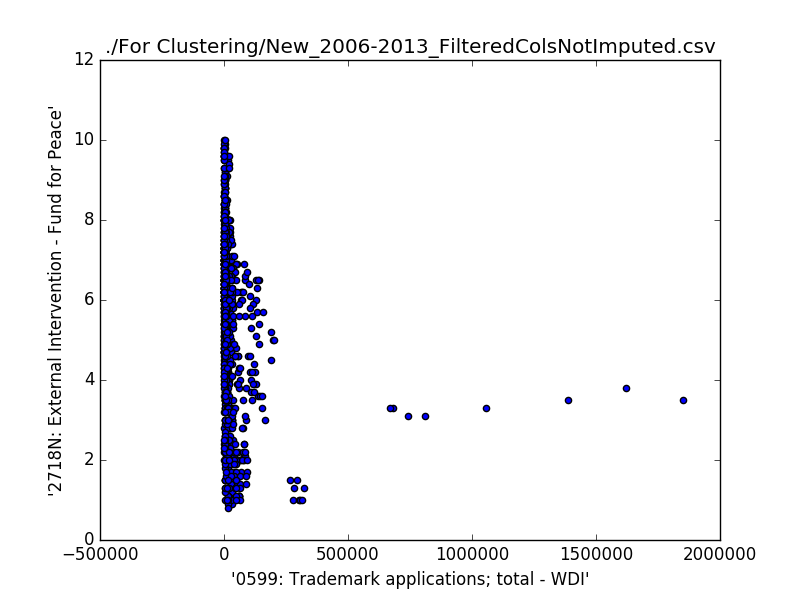 ./For Clustering/New_2006-2013_FilteredColsNotImputed.csv
12
10
8
6
4
2
0
'2718N: External Intervention - Fund for Peace'
−500000 0 500000 1000000 1500000 2000000
'0599: Trademark applications; total - WDI'